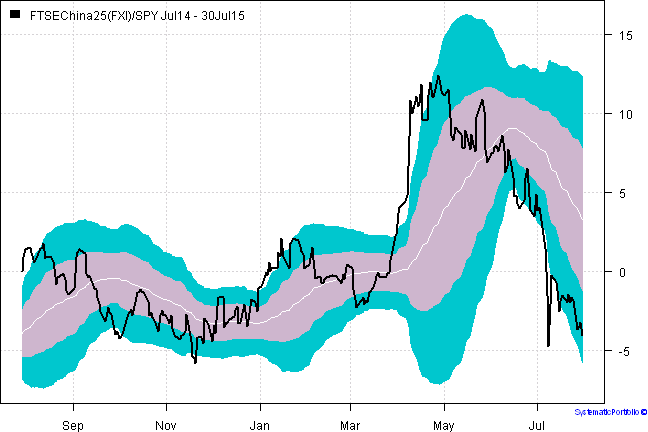 FTSEChina25(FXI)/SPY Jul14 - 30Jul15
15
10
5
0
-5
Sep
Nov
Jan
Mar
May
Jul
SystematicPortfolio ©